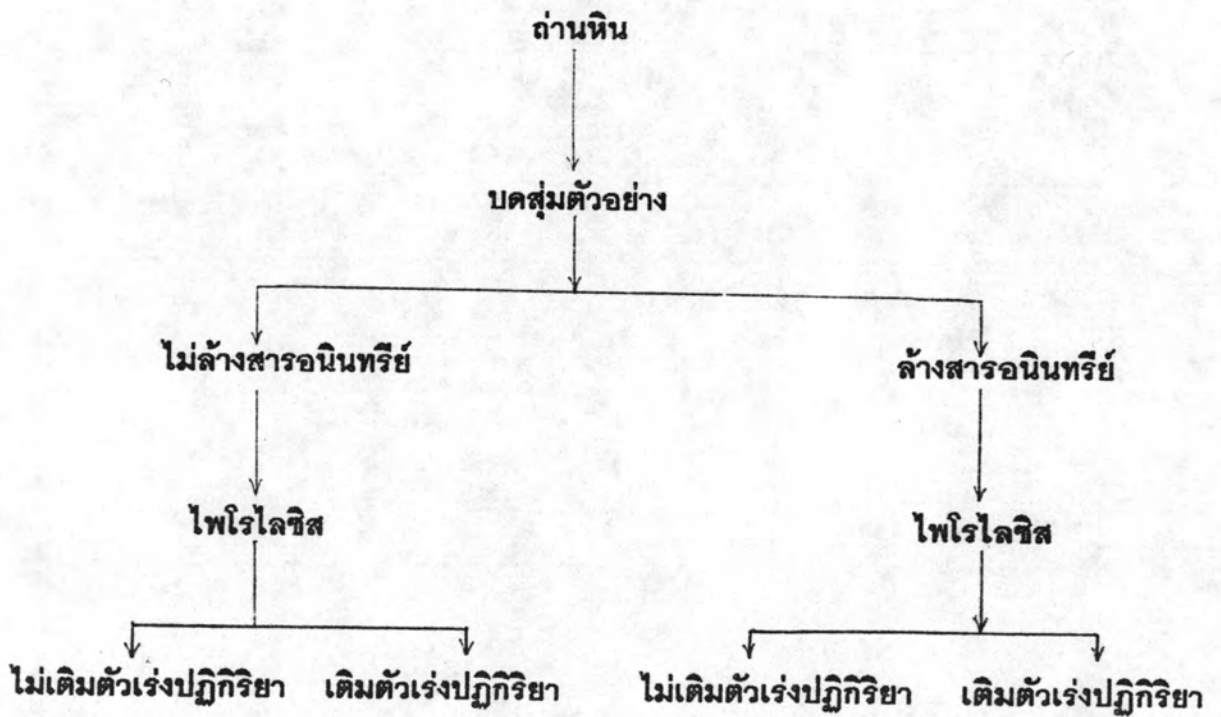 ถ่านหิน
บดสุ่มตัวอย่าง
ไม่ล้างสารอนินทรีย์ ล้างสารอนินทรีย์
ไพโรไลซิส ไพโรไลซิส
ไม่เติมตัวเร่งปฏิกิริยา เติมตัวเร่งปฏิกิริยา ไม่เติมตัวเร่งปฏิกิริยา เติมตัวเร่งปฏิกิริยา